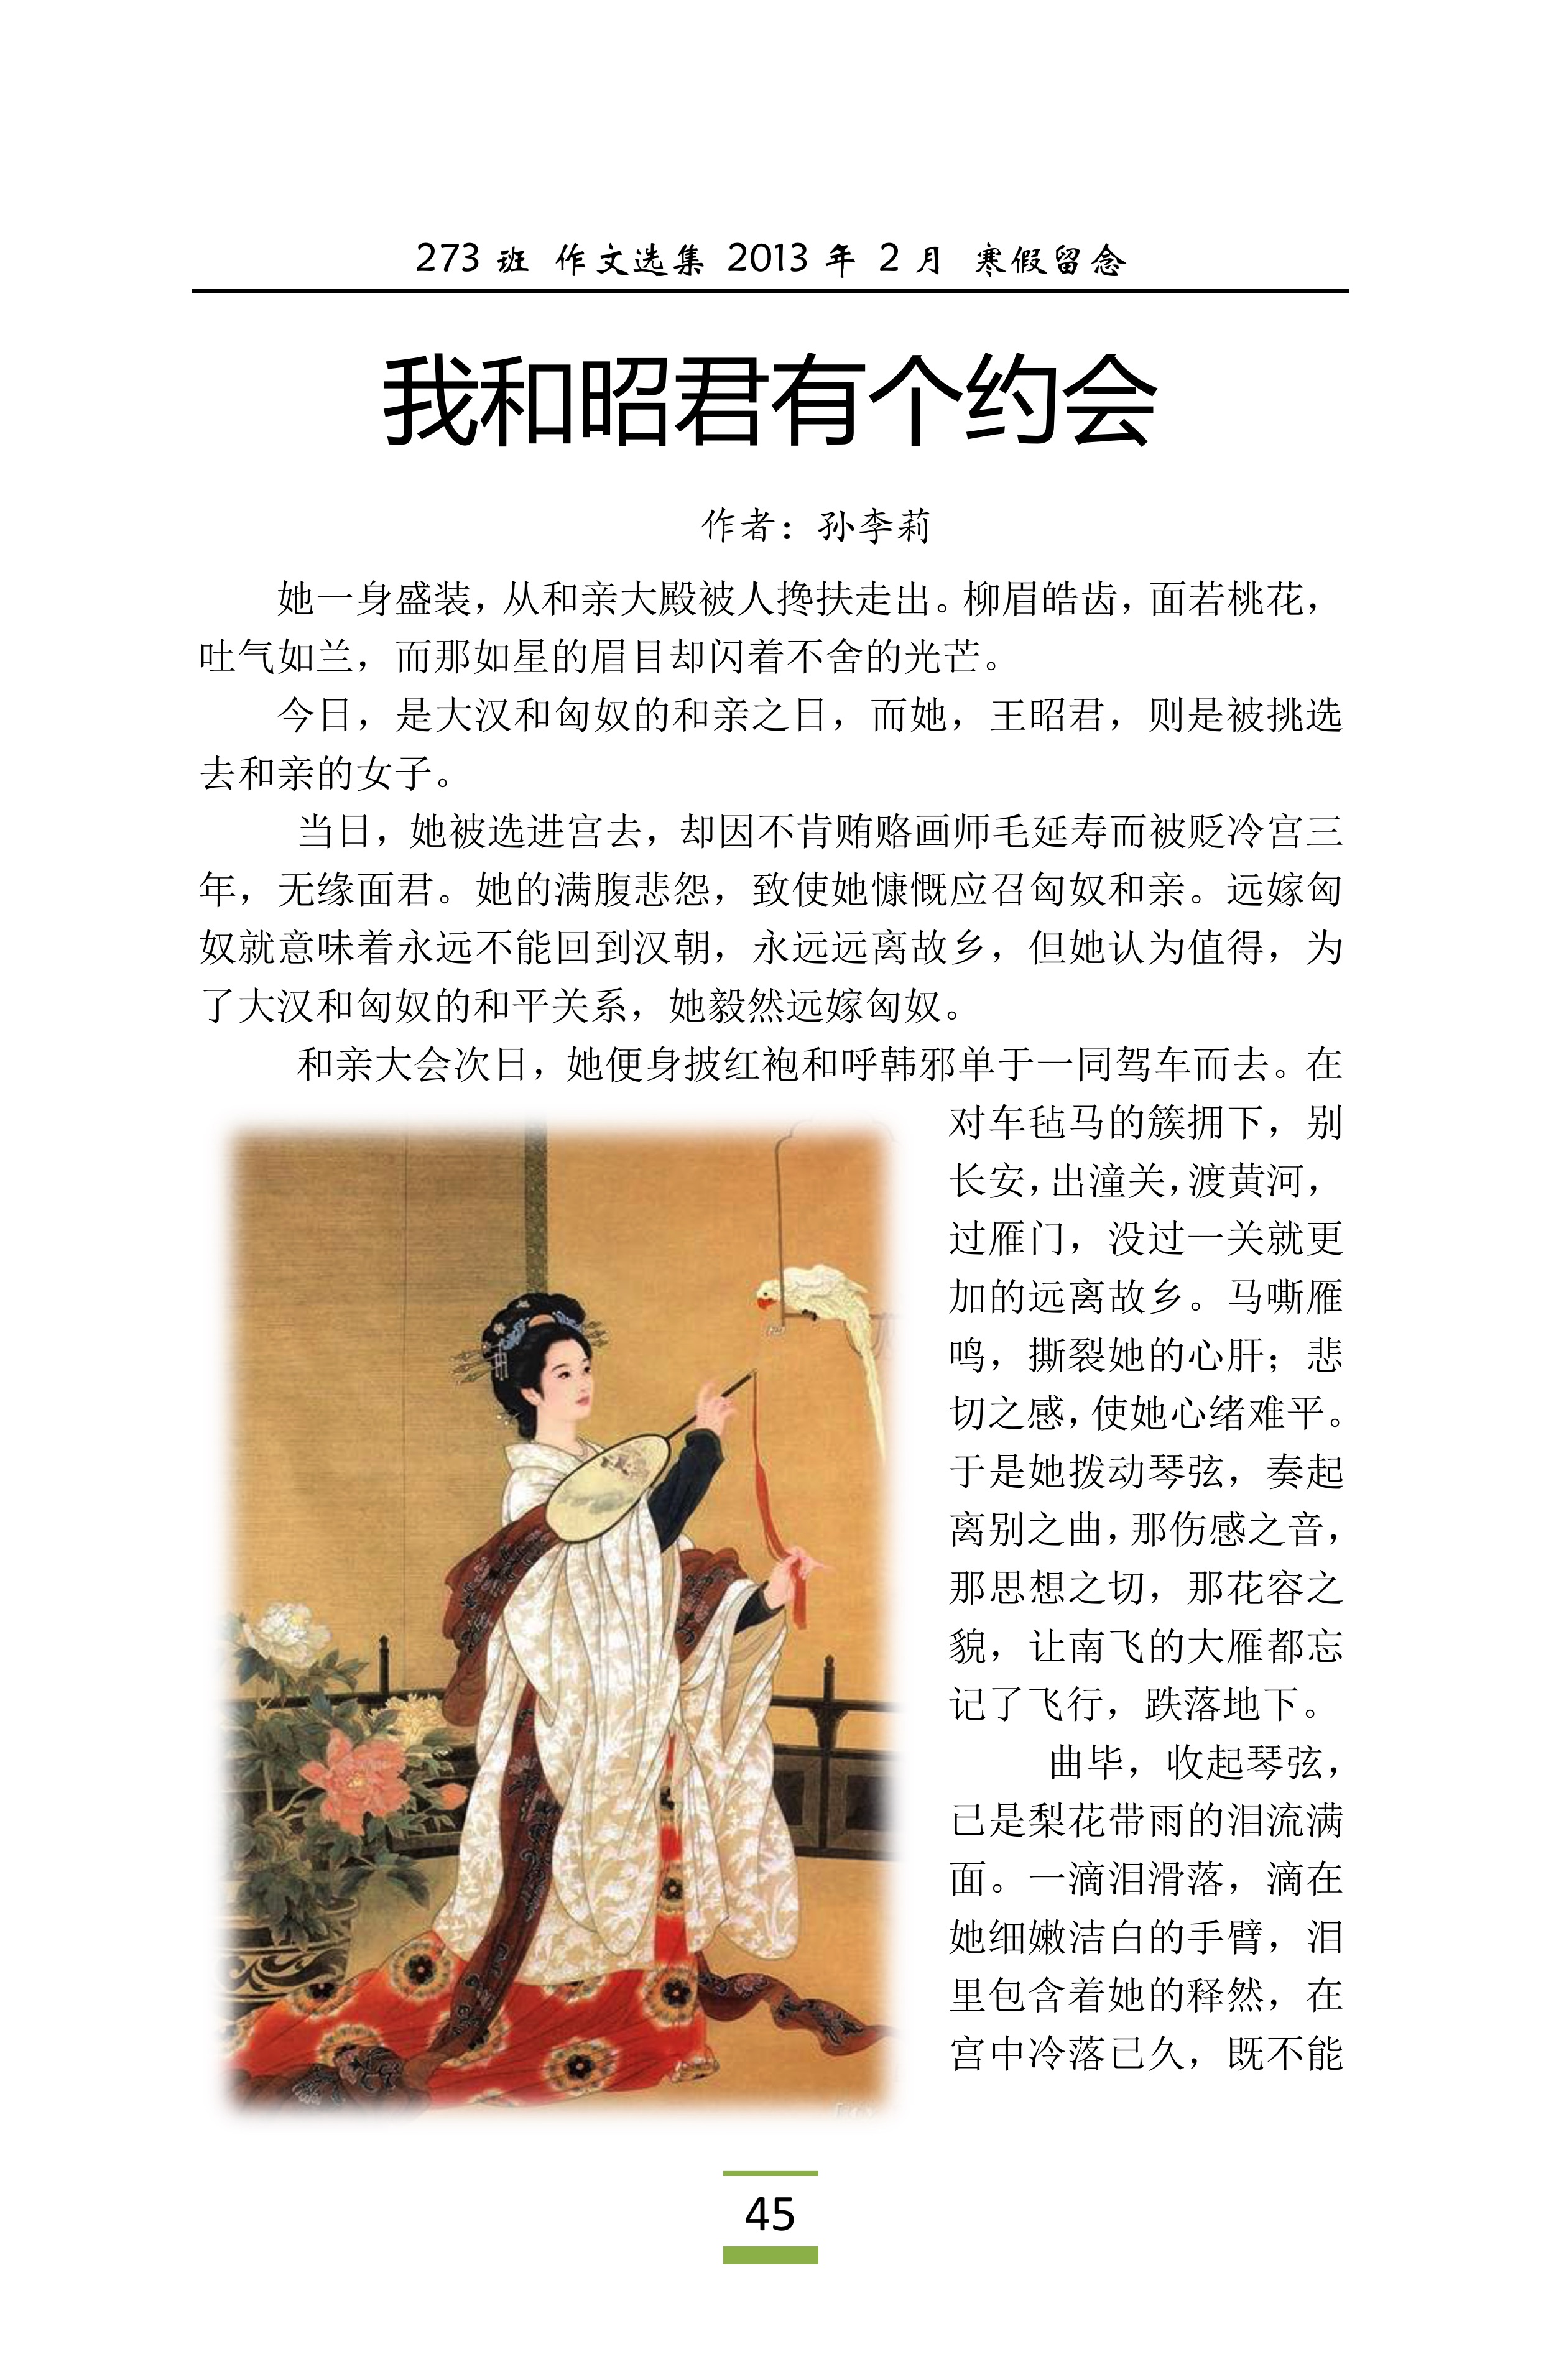 273 班 作文选集 2013 年 2 月 寒假留念
我和昭君有个约会
作者：孙李莉
她一身盛装，从和亲大殿被人搀扶走出。柳眉皓齿，面若桃花，
吐气如兰，而那如星的眉目却闪着不舍的光芒。
今日，是大汉和匈奴的和亲之日，而她，王昭君，则是被挑选
去和亲的女子。
当日，她被选进宫去，却因不肯贿赂画师毛延寿而被贬冷宫三
年，无缘面君。她的满腹悲怨，致使她慷慨应召匈奴和亲。远嫁匈
奴就意味着永远不能回到汉朝，永远远离故乡，但她认为值得，为
了大汉和匈奴的和平关系，她毅然远嫁匈奴。
和亲大会次日，她便身披红袍和呼韩邪单于一同驾车而去。在
对车毡马的簇拥下，别
长安，出潼关，渡黄河，
过雁门，没过一关就更
加的远离故乡。马嘶雁
鸣，撕裂她的心肝；悲
切之感，使她心绪难平。
于是她拨动琴弦，奏起
离别之曲，那伤感之音，
那思想之切，那花容之
貌，让南飞的大雁都忘
记了飞行，跌落地下。
曲毕，收起琴弦，
已是梨花带雨的泪流满
面。一滴泪滑落，滴在
她细嫩洁白的手臂，泪
里包含着她的释然，在
宫中冷落已久，既不能
45